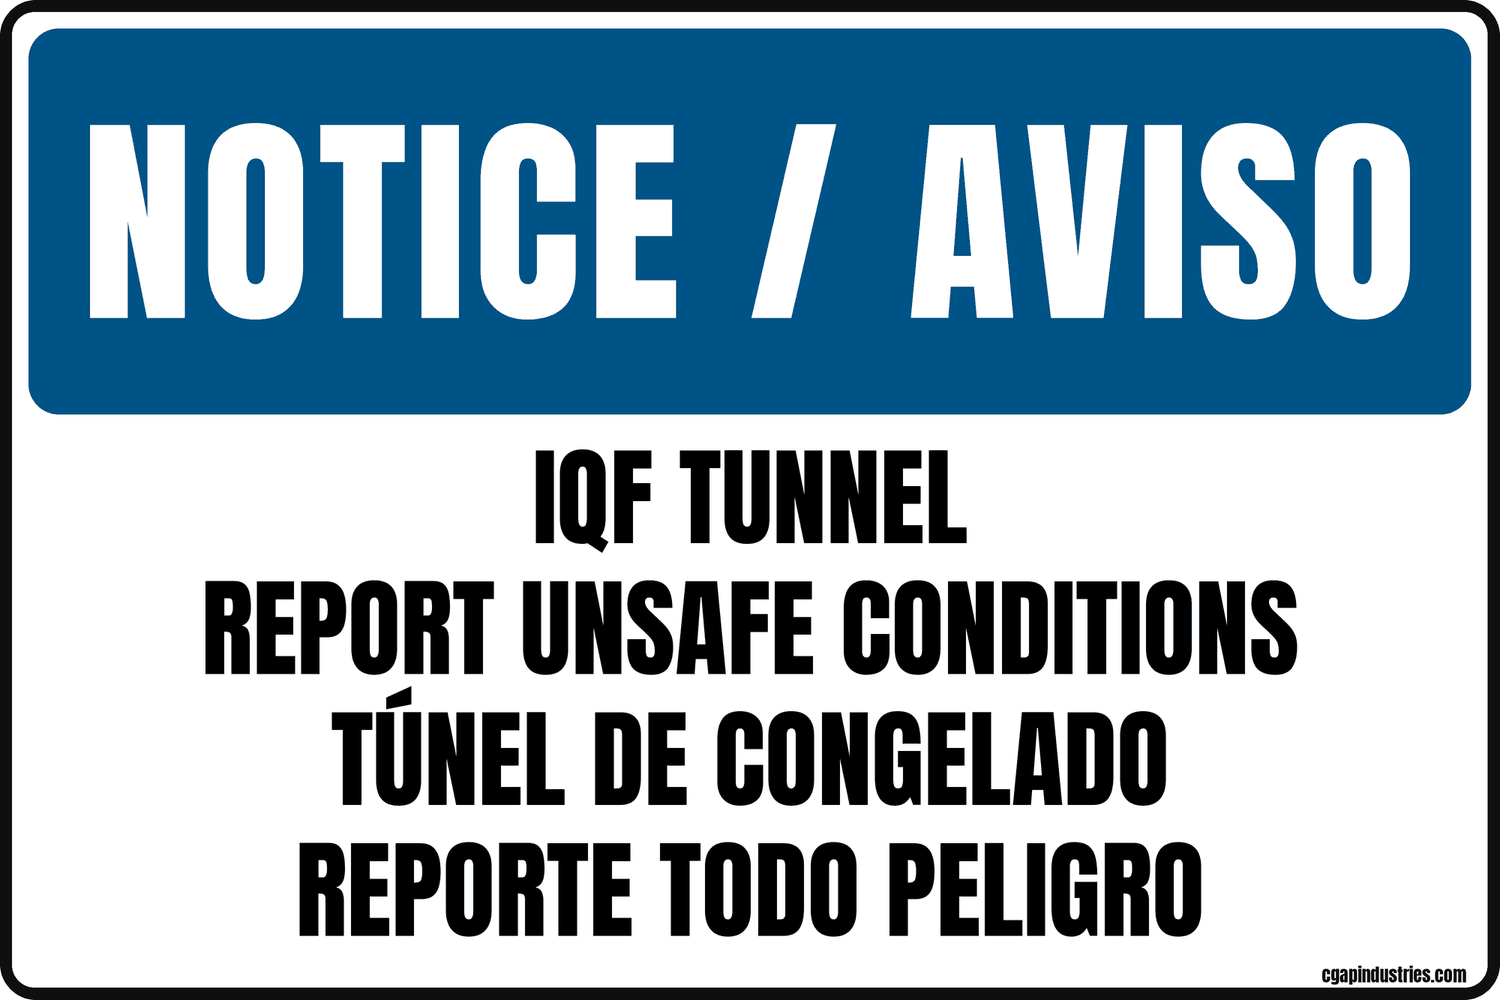 NOTICE / AVISO
IQF TUNNEL
REPORT UNSAFE CONDITIONS
TÚNEL DE CONGELADO
REPORTE TODO PELIGRO
cgapindustries.com